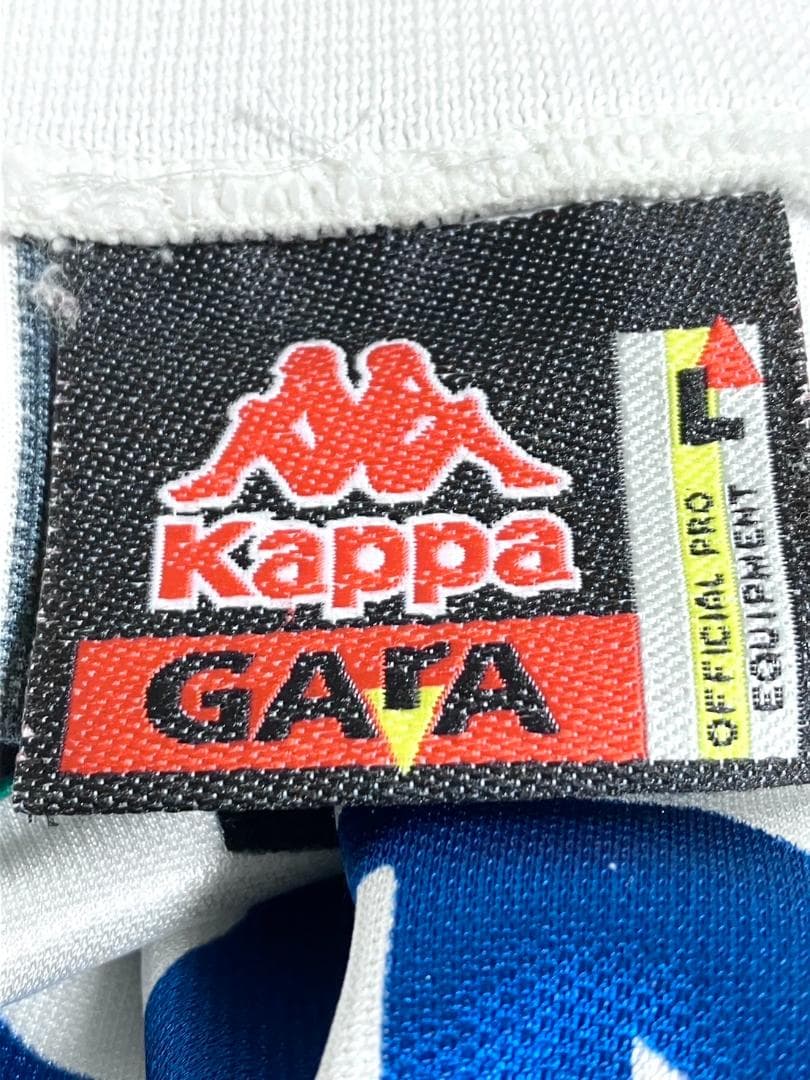 Kappa
GArA
L
OFFICIAL PRO
EQUIPMENT